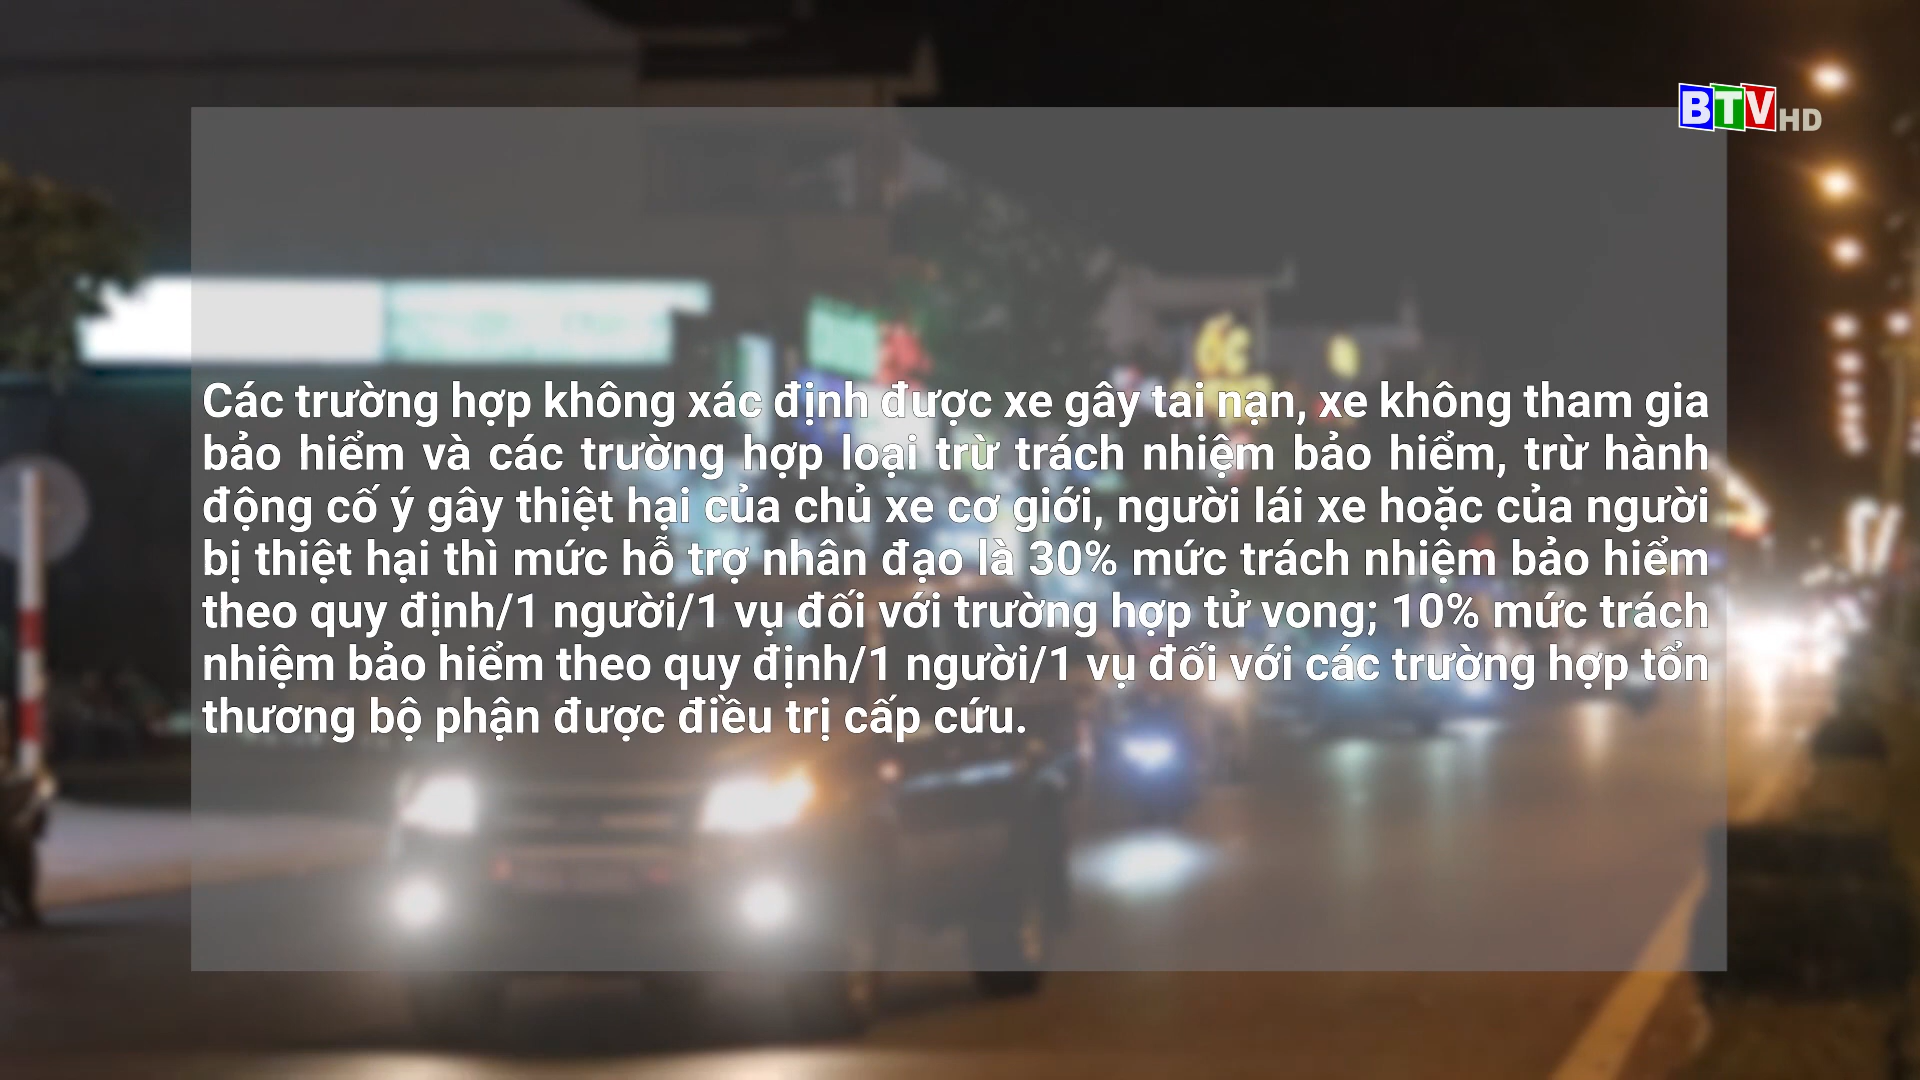 BTV HD
Các trường hợp không xác định được xe gây tai nạn, xe không tham gia
bảo hiểm và các trường hợp loại trừ trách nhiệm bảo hiểm, trừ hành
động cố ý gây thiệt hại của chủ xe cơ giới, người lái xe hoặc của người
bị thiệt hại thì mức hỗ trợ nhân đạo là 30% mức trách nhiệm bảo hiểm
theo quy định/1 người/1 vụ đối với trường hợp tử vong; 10% mức trách
nhiệm bảo hiểm theo quy định/1 người/1 vụ đối với các trường hợp tổn
thương bộ phận được điều trị cấp cứu.